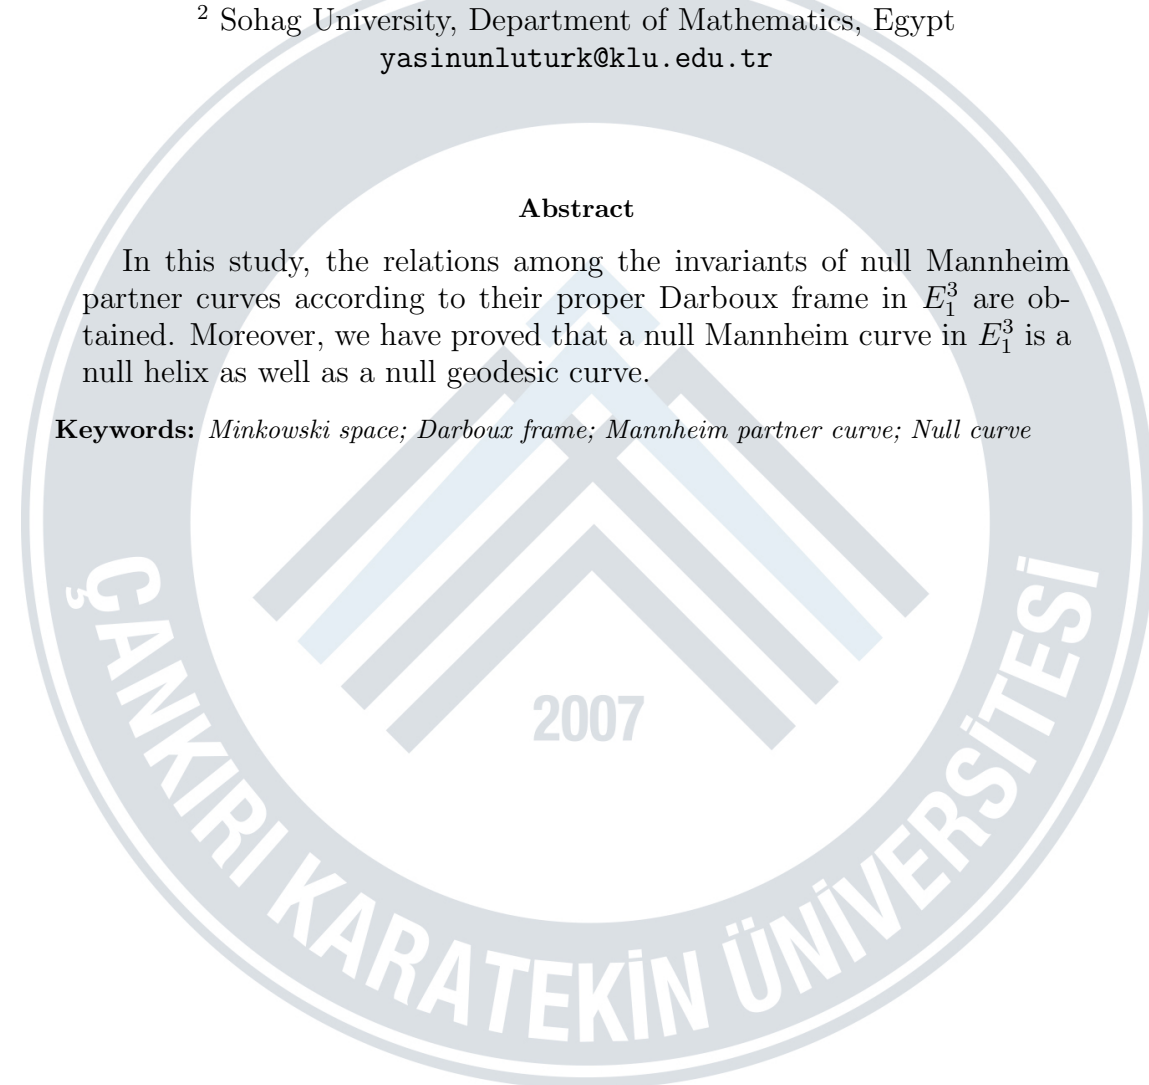 ² Sohag University, Department of Mathematics, Egypt
yasinunluturk@klu.edu.tr
Abstract
In this study, the relations among the invariants of null Mannheim
partner curves according to their proper Darboux frame in E₁³ are ob-
tained. Moreover, we have proved that a null Mannheim curve in E₁³ is a
null helix as well as a null geodesic curve.
Keywords: Minkowski space; Darboux frame; Mannheim partner curve; Null curve
2007
ÇANKIRI KARATEKİN ÜNİVERSİTESİ